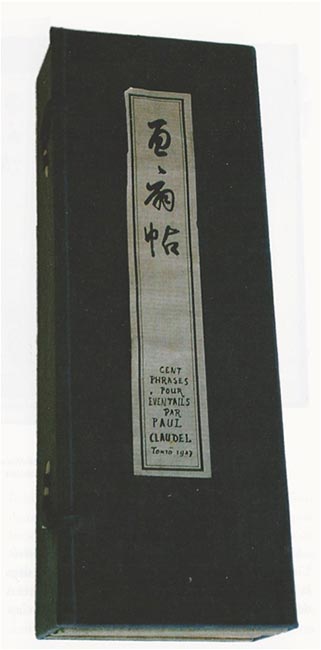 百扇帖
CENT
PHRASES
POUR
EVENTAILS
PAR
PAUL
CLAUDEL
Tokyo 1927